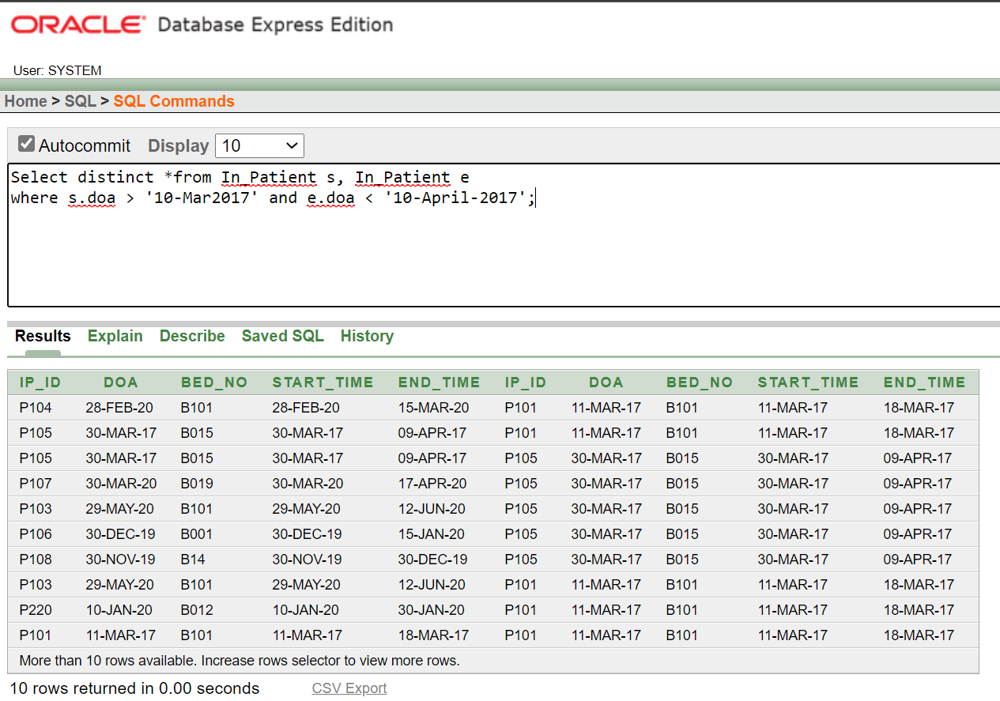 ORACLE Database Express Edition
User: SYSTEM
Home > SQL > SQL Commands
Autocommit Display 10
Select distinct *from In_Patient s, In_Patient e
where s.doa > '10-Mar2017' and e.doa < '10-April-2017';
Results Explain Describe Saved SQL History
IP_ID DOA BED_NO START_TIME END_TIME IP_ID DOA BED_NO START_TIME END_TIME
P104 28-FEB-20 B101 28-FEB-20 15-MAR-20 P101 11-MAR-17 B101 11-MAR-17 18-MAR-17
P105 30-MAR-17 B015 30-MAR-17 09-APR-17 P101 11-MAR-17 B101 11-MAR-17 18-MAR-17
P105 30-MAR-17 B015 30-MAR-17 09-APR-17 P105 30-MAR-17 B015 30-MAR-17 09-APR-17
P107 30-MAR-20 B019 30-MAR-20 17-APR-20 P105 30-MAR-17 B015 30-MAR-17 09-APR-17
P103 29-MAY-20 B101 29-MAY-20 12-JUN-20 P105 30-MAR-17 B015 30-MAR-17 09-APR-17
P106 30-DEC-19 B001 30-DEC-19 15-JAN-20 P105 30-MAR-17 B015 30-MAR-17 09-APR-17
P108 30-NOV-19 B14 30-NOV-19 30-DEC-19 P105 30-MAR-17 B015 30-MAR-17 09-APR-17
P103 29-MAY-20 B101 29-MAY-20 12-JUN-20 P101 11-MAR-17 B101 11-MAR-17 18-MAR-17
P220 10-JAN-20 B012 10-JAN-20 30-JAN-20 P101 11-MAR-17 B101 11-MAR-17 18-MAR-17
P101 11-MAR-17 B101 11-MAR-17 18-MAR-17 P101 11-MAR-17 B101 11-MAR-17 18-MAR-17
More than 10 rows available. Increase rows selector to view more rows.
10 rows returned in 0.00 seconds CSV Export